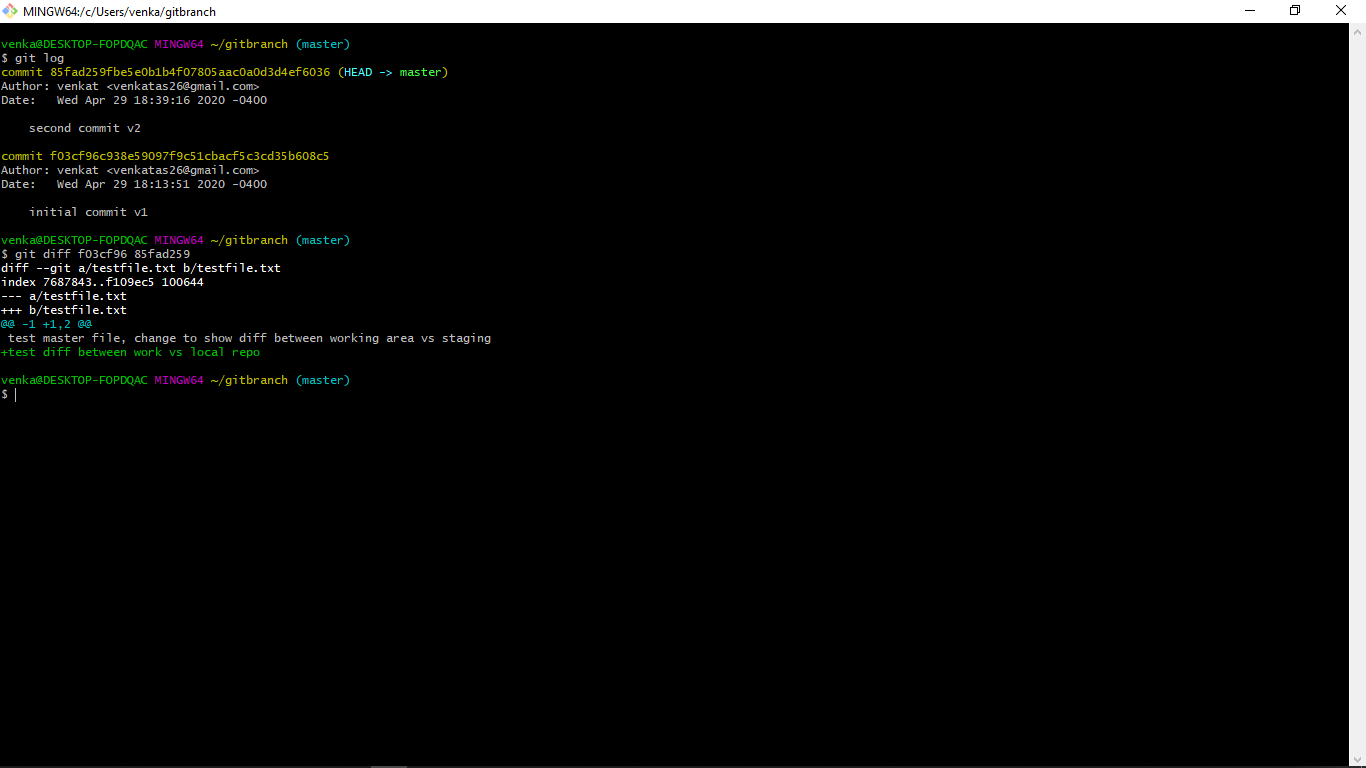 MINGW64:/c/Users/venka/gitbranch
venka@DESKTOP-FOPDQAC MINGW64 ~/gitbranch (master)
$ git log
commit 85fad259fbe5e0b1b4f07805aac0a0d3d4ef6036 (HEAD -> master)
Author: venkat <venkatas26@gmail.com>
Date:   Wed Apr 29 18:39:16 2020 -0400
    second commit v2
commit f03cf96c938e59097f9c51cbacf5c3cd35b608c5
Author: venkat <venkatas26@gmail.com>
Date:   Wed Apr 29 18:13:51 2020 -0400
    initial commit v1
venka@DESKTOP-FOPDQAC MINGW64 ~/gitbranch (master)
$ git diff f03cf96 85fad259
diff --git a/testfile.txt b/testfile.txt
index 7687843..f109ec5 100644
--- a/testfile.txt
+++ b/testfile.txt
@@ -1 +1,2 @@
 test master file, change to show diff between working area vs staging
+test diff between work vs local repo
venka@DESKTOP-FOPDQAC MINGW64 ~/gitbranch (master)
$